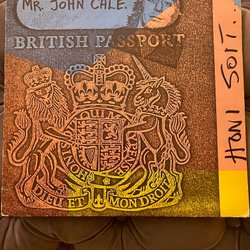 MR. JOHN CALE.
BRITISH PASSPORT
HONI SOIT.
DIEU ET MON DROIT